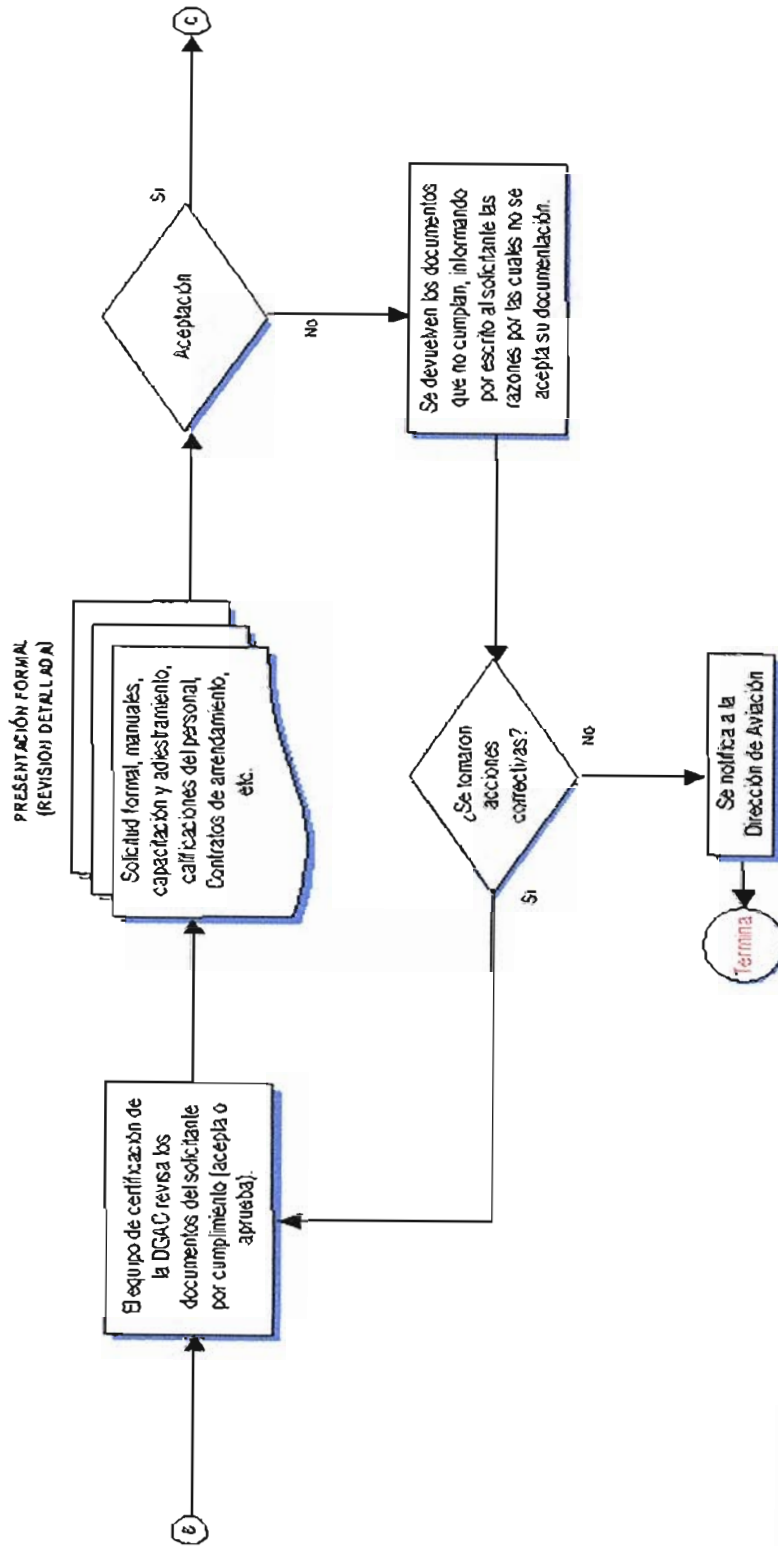 PRESENTACIÓN FORMAL
(REVISION DETALLADA)
El equipo de certificación de
la DGAC revisa los
documentos del solicitante
por cumplimiento (acepta o
aprueba).
Solicitud formal, manuales,
capacitación y adiestramiento,
calificaciones del personal,
Contratos de arrendamiento,
etc.
Aceptación
Si
C
No
Se devuelven los documentos
que no cumplan, informando
por escrito al solicitante las
razones por las cuales no se
acepta su documentación.
¿Se tomaron
acciones
correctivas?
Si
No
Se notifica a la
Dirección de Aviación
Termina